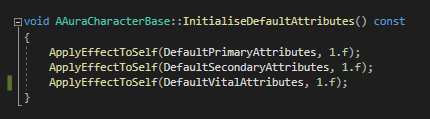 void AAuraCharacterBase::InitialiseDefaultAttributes() const
{
ApplyEffectToSelf(DefaultPrimaryAttributes, 1.f);
ApplyEffectToSelf(DefaultSecondaryAttributes, 1.f);
ApplyEffectToSelf(DefaultVitalAttributes, 1.f);
}